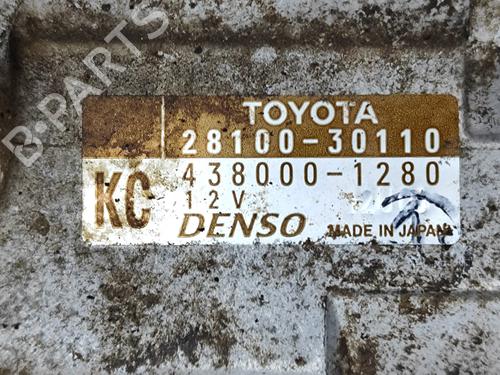 B-PARTS
TOYOTA
28100-30110
KC
438000-1280
12V
DENSO
MADE IN JAPAN